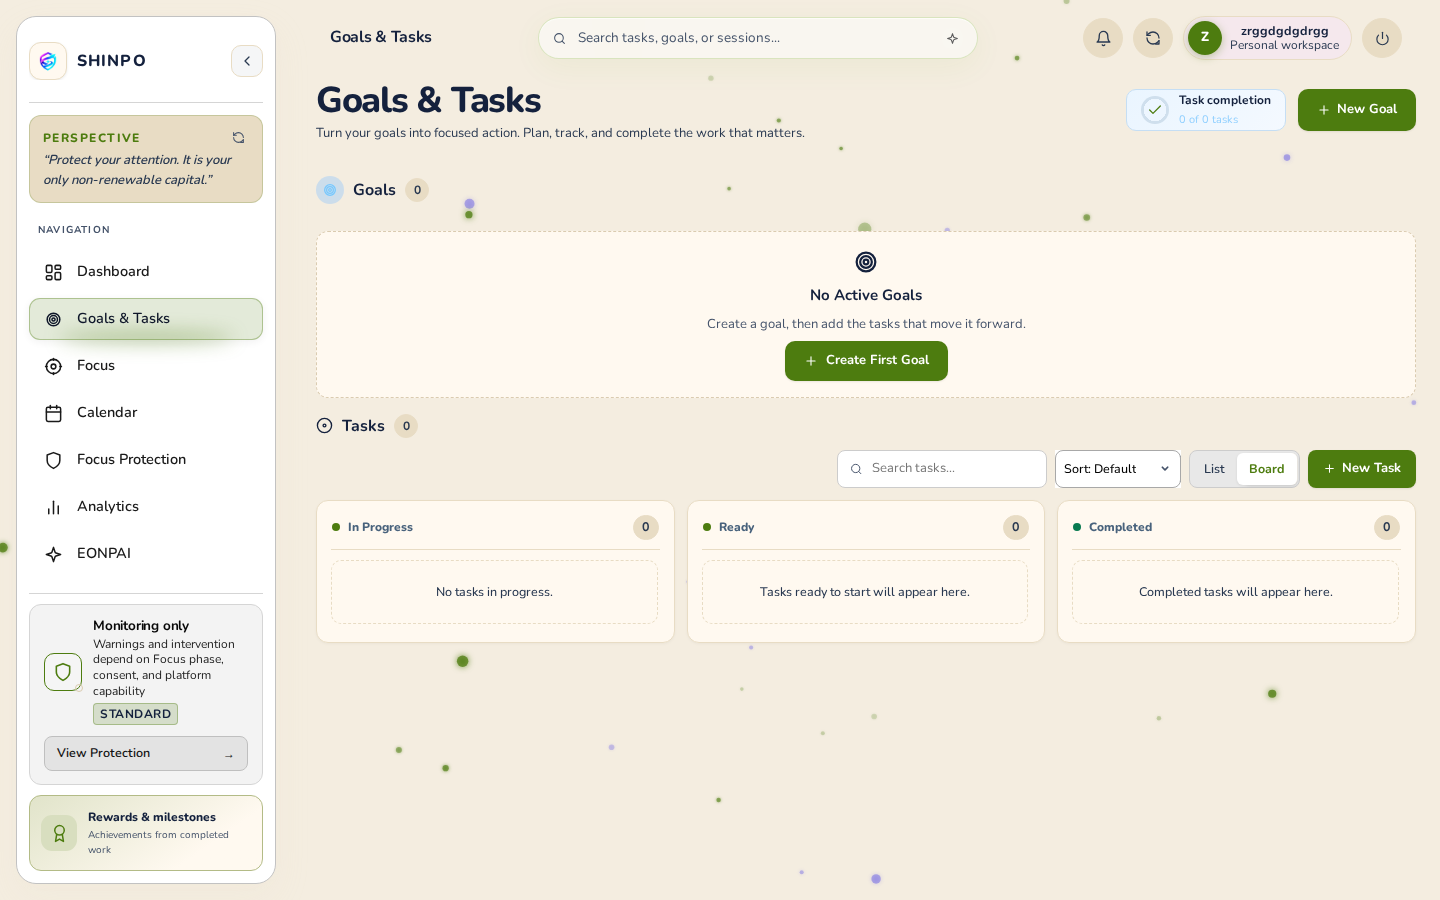 SHINPO
PERSPECTIVE
“Protect your attention. It is your
only non-renewable capital.”
NAVIGATION
Dashboard
Goals & Tasks
Focus
Calendar
Focus Protection
Analytics
EONPAI
Monitoring only
Warnings and intervention
depend on Focus phase,
consent, and platform
capability
STANDARD
View Protection →
Rewards & milestones
Achievements from completed
work
Goals & Tasks
Search tasks, goals, or sessions...
Z
zrggdgdgdrgg
Personal workspace
Goals & Tasks
Turn your goals into focused action. Plan, track, and complete the work that matters.
Task completion
0 of 0 tasks
New Goal
Goals 0
No Active Goals
Create a goal, then add the tasks that move it forward.
Create First Goal
Tasks 0
Search tasks...
Sort: Default
List
Board
New Task
In Progress 0
No tasks in progress.
Ready 0
Tasks ready to start will appear here.
Completed 0
Completed tasks will appear here.